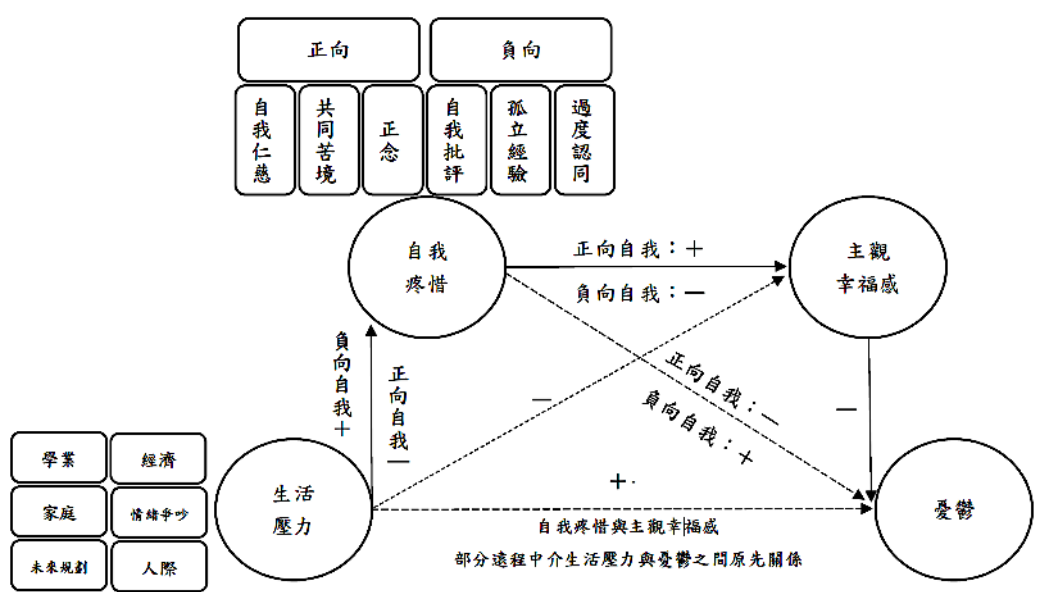 正向
負向
自我仁慈
共同苦境
正念
自我批評
孤立經驗
過度認同
自我
疼惜
正向自我：＋
負向自我：—
主觀
幸福感
負向自我＋
正向自我—
—
正向自我：—
負向自我：＋
—
學業
經濟
家庭
情緒爭吵
未來規劃
人際
生活
壓力
＋.
憂鬱
自我疼惜與主觀幸福感
部分遠程中介生活壓力與憂鬱之間原先關係